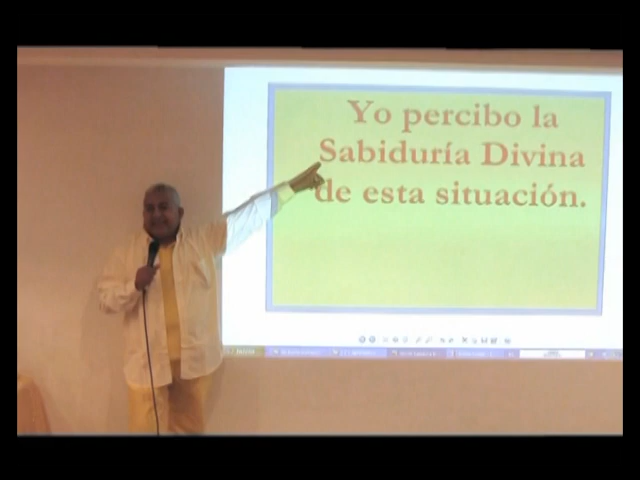 Yo percibo la
Sabiduría Divina
de esta situación.